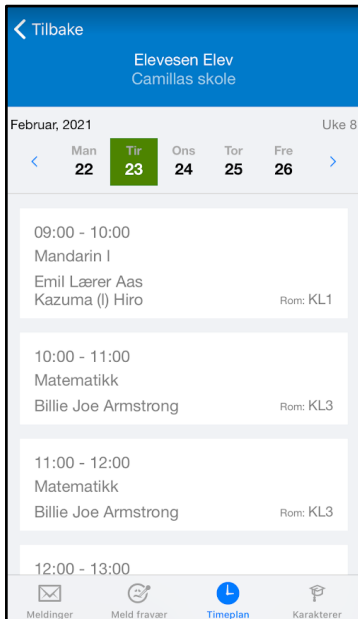 Tilbake
Elevesen Elev
Camillas skole
Februar, 2021 Uke 8
Man Tir Ons Tor Fre
22 23 24 25 26
09:00 - 10:00
Mandarin I
Emil Lærer Aas
Kazuma (l) Hiro Rom: KL1
10:00 - 11:00
Matematikk
Billie Joe Armstrong Rom: KL3
11:00 - 12:00
Matematikk
Billie Joe Armstrong Rom: KL3
12:00 - 13:00
Meldinger Meld fravær Timeplan Karakterer